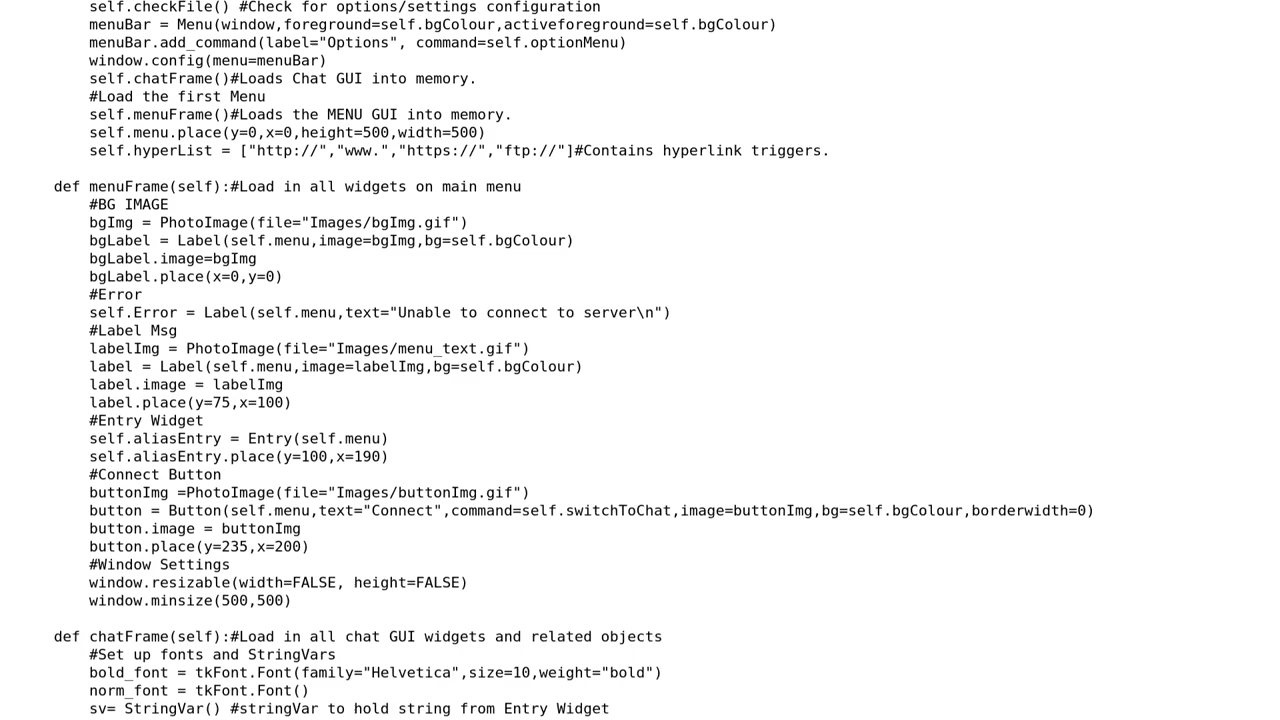 self.checkFile() #Check for options/settings configuration
menuBar = Menu(window,foreground=self.bgColour,activeforeground=self.bgColour)
menuBar.add_command(label="Options", command=self.optionMenu)
window.config(menu=menuBar)
self.chatFrame()#Loads Chat GUI into memory.
#Load the first Menu
self.menuFrame()#Loads the MENU GUI into memory.
self.menu.place(y=0,x=0,height=500,width=500)
self.hyperList = ["http://","www.","https://","ftp://"]#Contains hyperlink triggers.
def menuFrame(self):#Load in all widgets on main menu
#BG IMAGE
bgImg = PhotoImage(file="Images/bgImg.gif")
bgLabel = Label(self.menu,image=bgImg,bg=self.bgColour)
bgLabel.image=bgImg
bgLabel.place(x=0,y=0)
#Error
self.Error = Label(self.menu,text="Unable to connect to server\n")
#Label Msg
labelImg = PhotoImage(file="Images/menu_text.gif")
label = Label(self.menu,image=labelImg,bg=self.bgColour)
label.image = labelImg
label.place(y=75,x=100)
#Entry Widget
self.aliasEntry = Entry(self.menu)
self.aliasEntry.place(y=100,x=190)
#Connect Button
buttonImg =PhotoImage(file="Images/buttonImg.gif")
button = Button(self.menu,text="Connect",command=self.switchToChat,image=buttonImg,bg=self.bgColour,borderwidth=0)
button.image = buttonImg
button.place(y=235,x=200)
#Window Settings
window.resizable(width=FALSE, height=FALSE)
window.minsize(500,500)
def chatFrame(self):#Load in all chat GUI widgets and related objects
#Set up fonts and StringVars
bold_font = tkFont.Font(family="Helvetica",size=10,weight="bold")
norm_font = tkFont.Font()
sv= StringVar() #stringVar to hold string from Entry Widget